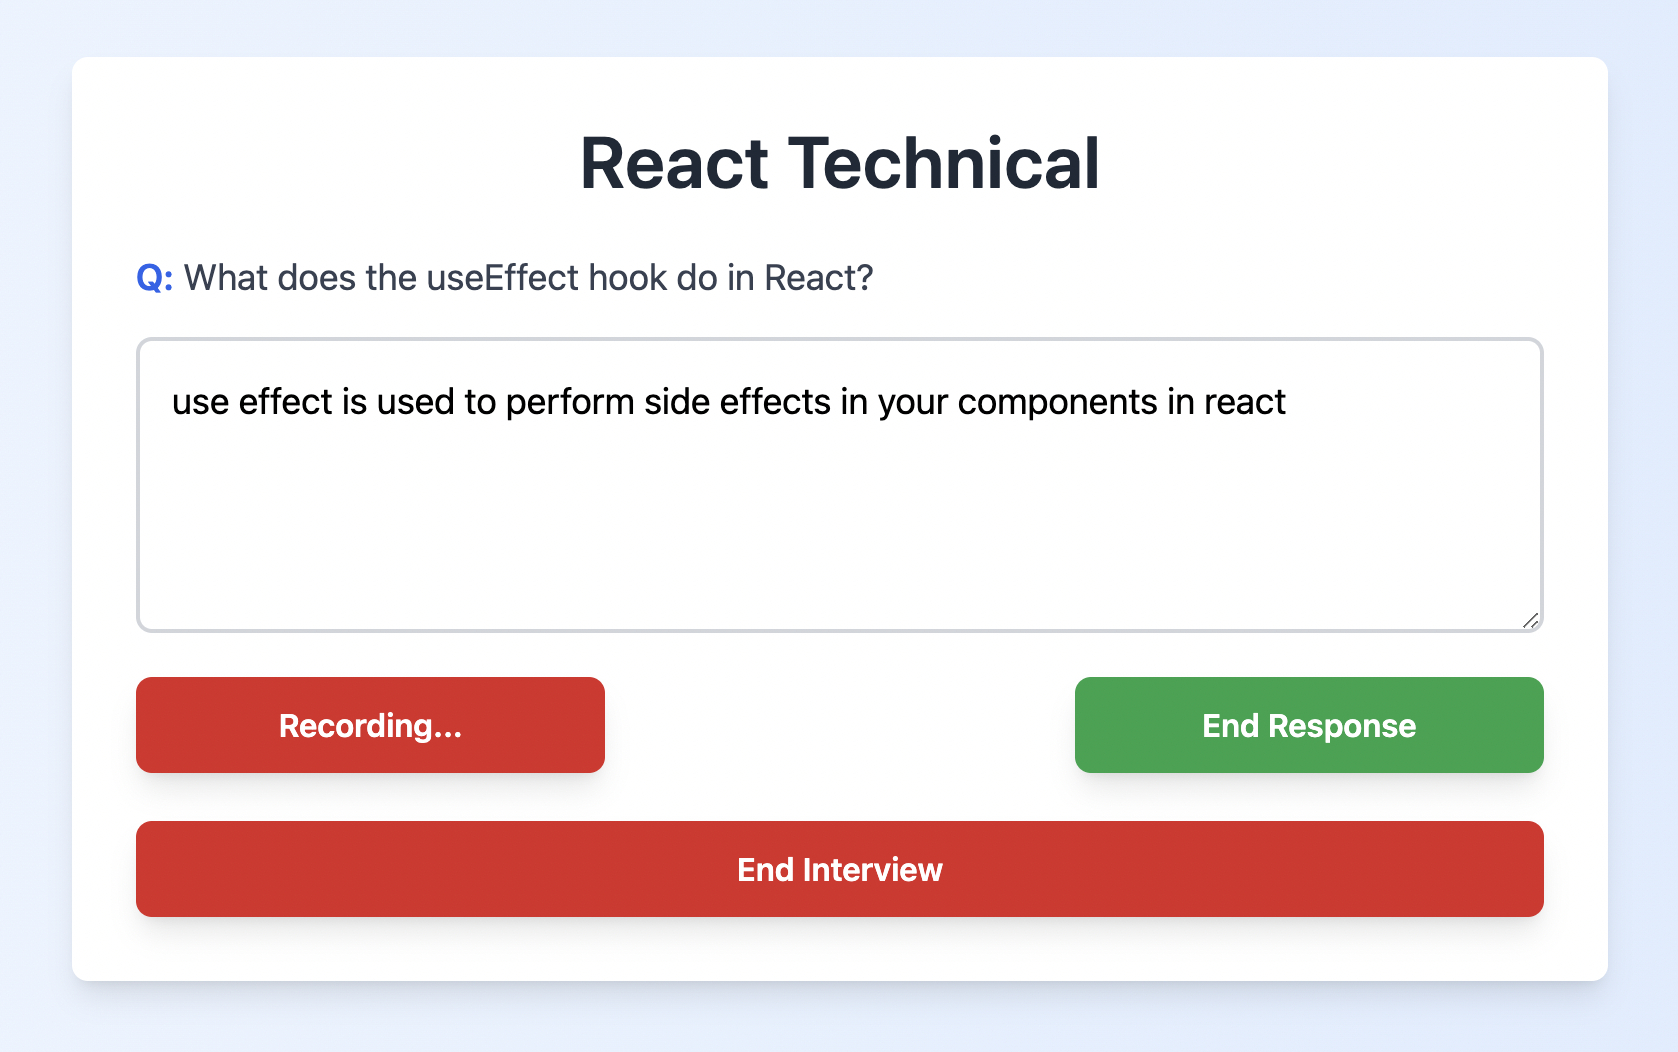 React Technical
Q: What does the useEffect hook do in React?
use effect is used to perform side effects in your components in react
Recording...
End Response
End Interview